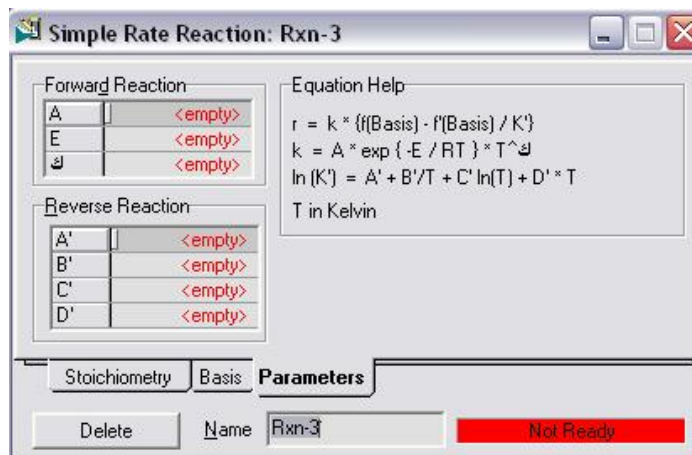 Simple Rate Reaction: Rxn-3
Forward Reaction
A <empty>
E <empty>
ك <empty>
Reverse Reaction
A' <empty>
B' <empty>
C' <empty>
D' <empty>
Equation Help
r = k * {f(Basis) - f'(Basis) / K'}
k = A * exp { -E / RT } * T^ك
ln (K') = A' + B'/T + C' ln(T) + D' * T
T in Kelvin
Stoichiometry Basis Parameters
Delete Name Rxn-3 Not Ready